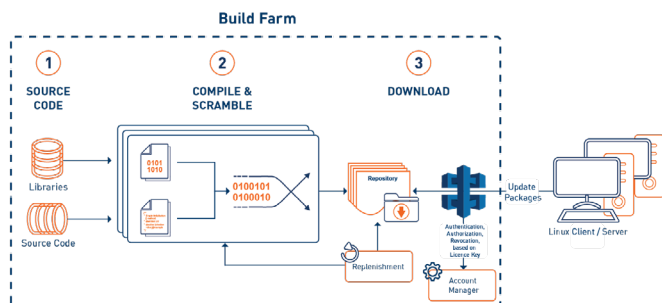 Build Farm
1
SOURCE
CODE
2
COMPILE &
SCRAMBLE
3
DOWNLOAD
Libraries
Source Code
0101
1010
0100101
0100010
Repository
Replenishment
Authentication,
Authorization,
Revocation,
based on
Licence Key
Account
Manager
Update
Packages
Linux Client / Server